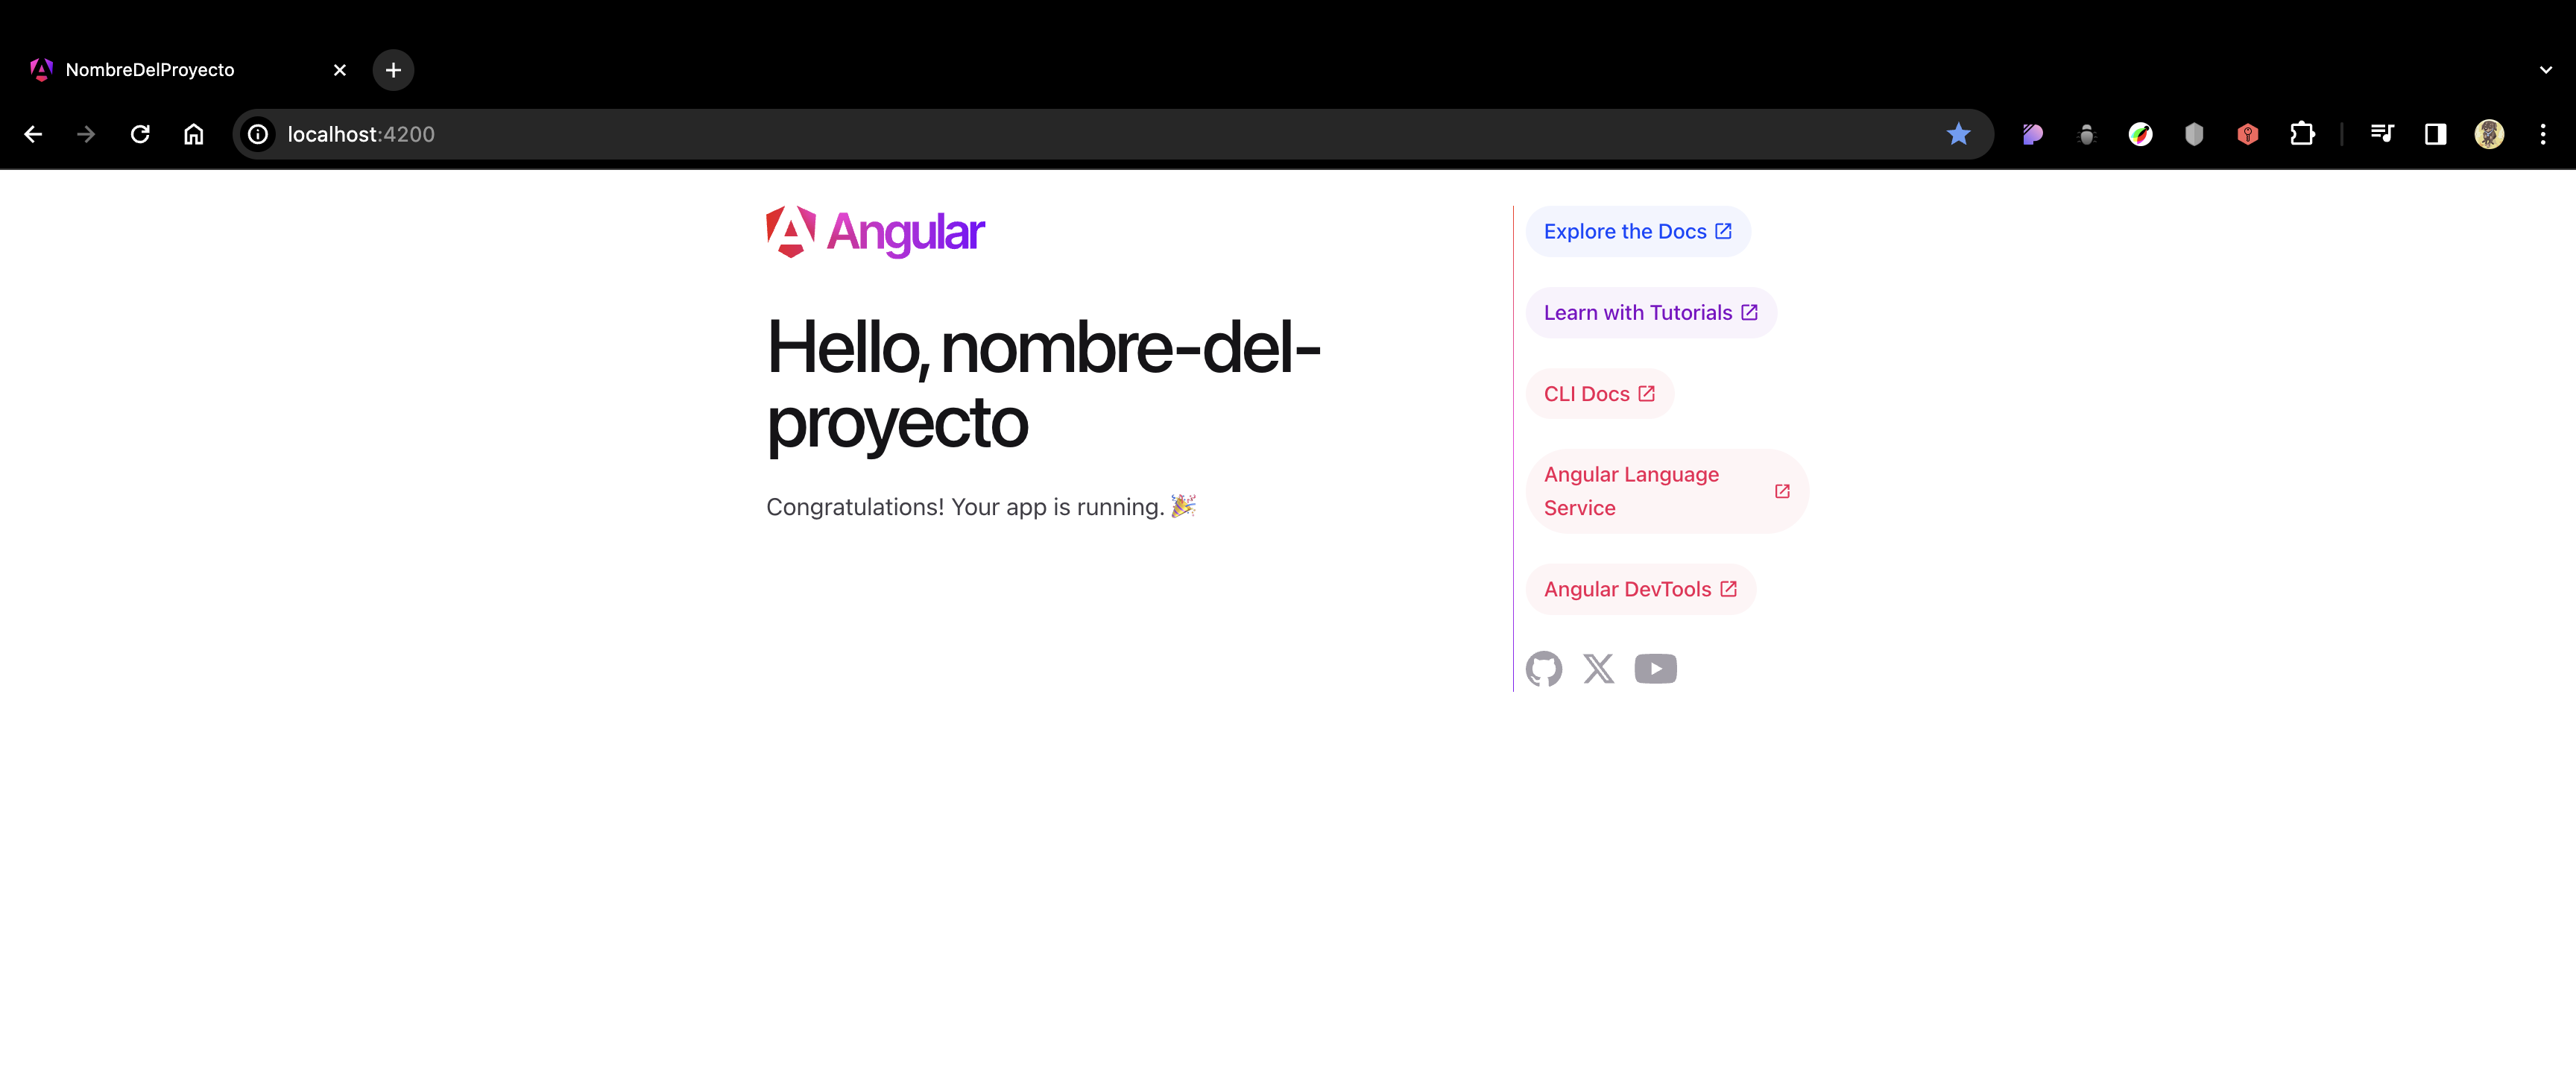 NombreDelProyecto
localhost:4200
Angular
Hello, nombre-del-
proyecto
Congratulations! Your app is running. 🎉
Explore the Docs
Learn with Tutorials
CLI Docs
Angular Language
Service
Angular DevTools